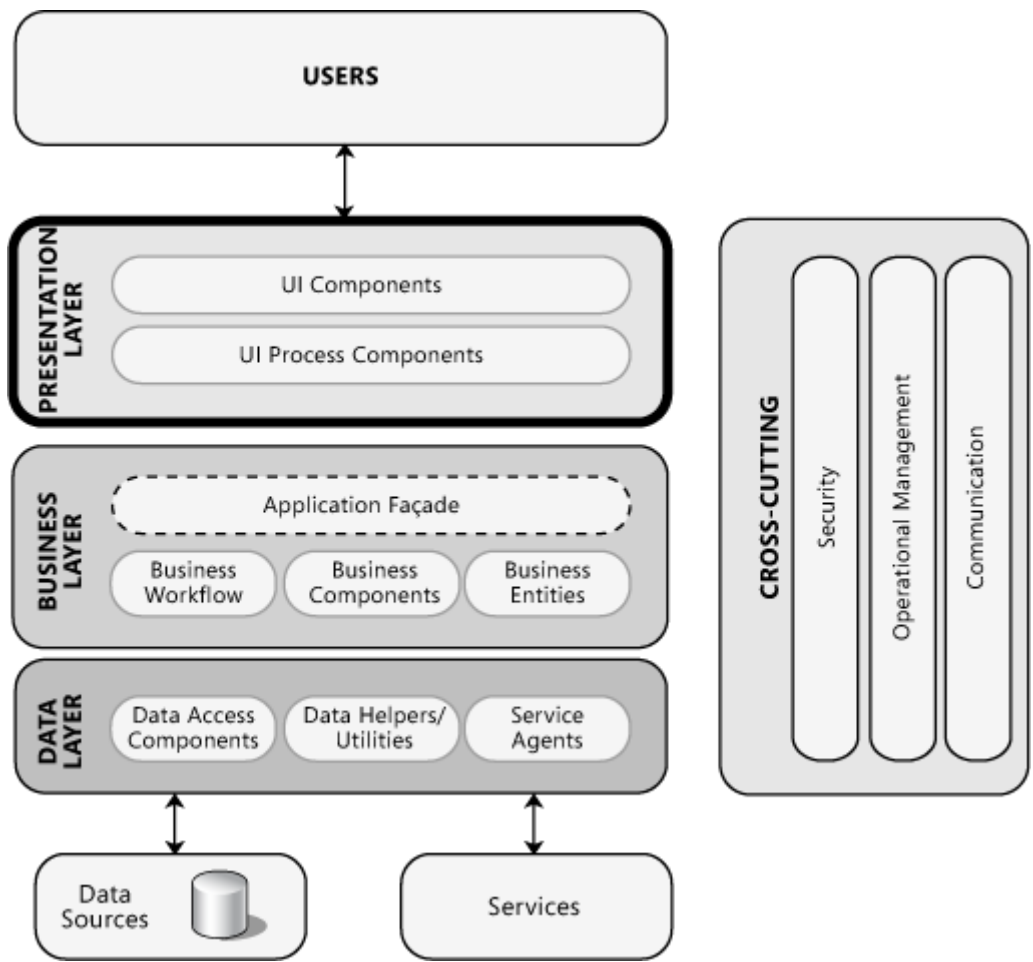 USERS
PRESENTATION
LAYER
UI Components
UI Process Components
BUSINESS
LAYER
Application Façade
Business
Workflow
Business
Components
Business
Entities
DATA
LAYER
Data Access
Components
Data Helpers/
Utilities
Service
Agents
Data
Sources
Services
CROSS-CUTTING
Security
Operational Management
Communication